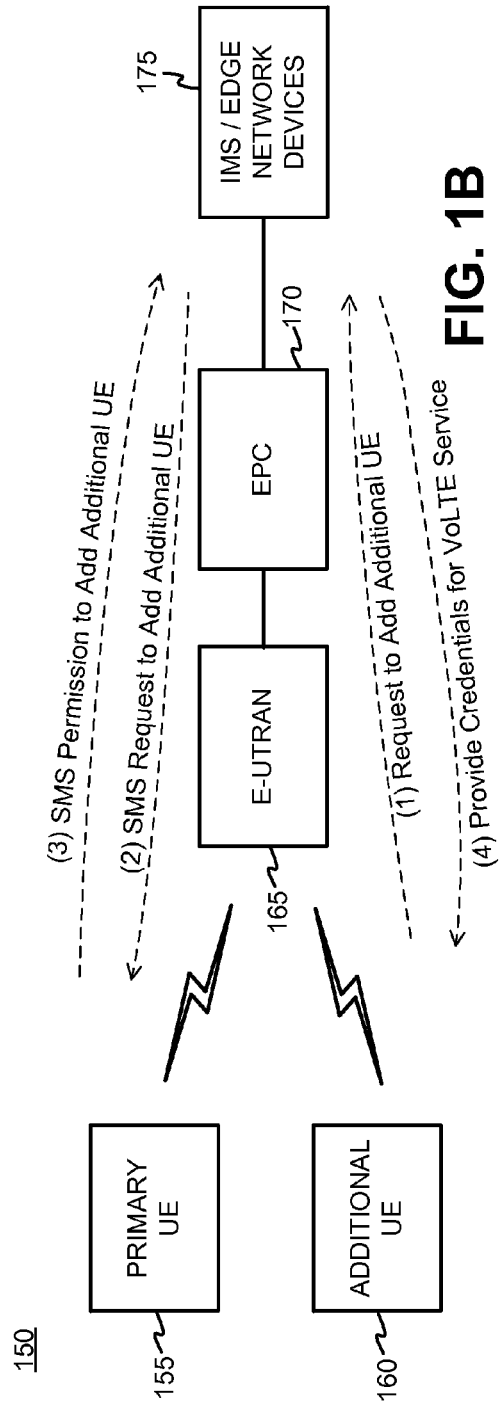 150
PRIMARY
UE
155
ADDITIONAL
UE
160
(3) SMS Permission to Add Additional UE
(2) SMS Request to Add Additional UE
E-UTRAN
165
EPC
170
IMS / EDGE
NETWORK
DEVICES
175
(1) Request to Add Additional UE
(4) Provide Credentials for VoLTE Service
FIG. 1B